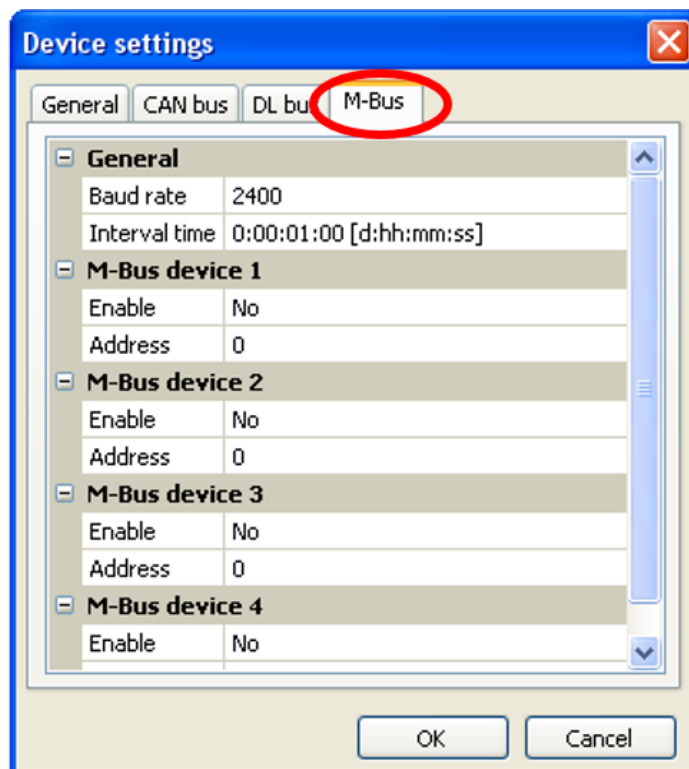 Device settings
General CAN bus DL bus M-Bus
General
Baud rate 2400
Interval time 0:00:01:00 [d:hh:mm:ss]
M-Bus device 1
Enable No
Address 0
M-Bus device 2
Enable No
Address 0
M-Bus device 3
Enable No
Address 0
M-Bus device 4
Enable No
OK Cancel